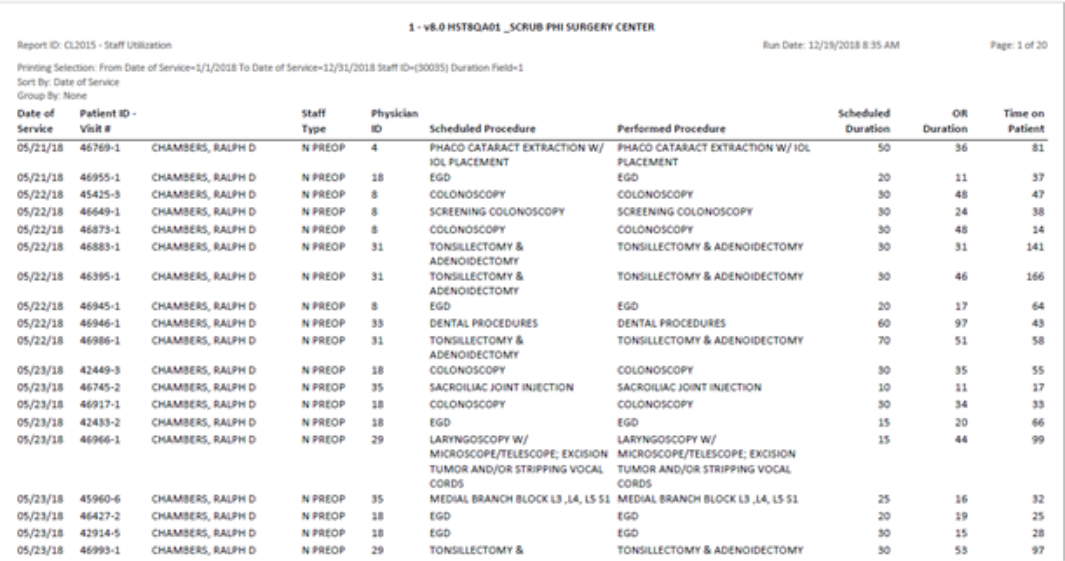 1 - v8.0 HST8QA01 _SCRUB PHI SURGERY CENTER
Report ID: CL2015 - Staff Utilization Run Date: 12/19/2018 8:35 AM Page: 1 of 20
Printing Selection: From Date of Service=1/1/2018 To Date of Service=12/31/2018 Staff ID=(30035) Duration Field=1
Sort By: Date of Service
Group By: None
Date of Patient ID - Staff Physician Scheduled OR Time on
Service Visit # Type ID Scheduled Procedure Performed Procedure Duration Duration Patient
05/21/18 46769-1 CHAMBERS, RALPH D N PREOP 4 PHACO CATARACT EXTRACTION W/ PHACO CATARACT EXTRACTION W/ IOL 50 36 81
IOL PLACEMENT PLACEMENT
05/21/18 46955-1 CHAMBERS, RALPH D N PREOP 18 EGD EGD 20 11 37
05/22/18 45425-3 CHAMBERS, RALPH D N PREOP 8 COLONOSCOPY COLONOSCOPY 30 48 47
05/22/18 46649-1 CHAMBERS, RALPH D N PREOP 8 SCREENING COLONOSCOPY SCREENING COLONOSCOPY 30 24 38
05/22/18 46873-1 CHAMBERS, RALPH D N PREOP 8 COLONOSCOPY COLONOSCOPY 30 48 14
05/22/18 46883-1 CHAMBERS, RALPH D N PREOP 31 TONSILLECTOMY & TONSILLECTOMY & ADENOIDECTOMY 30 31 141
ADENOIDECTOMY
05/22/18 46395-1 CHAMBERS, RALPH D N PREOP 31 TONSILLECTOMY & TONSILLECTOMY & ADENOIDECTOMY 30 46 166
ADENOIDECTOMY
05/22/18 46945-1 CHAMBERS, RALPH D N PREOP 8 EGD EGD 20 17 64
05/22/18 46946-1 CHAMBERS, RALPH D N PREOP 33 DENTAL PROCEDURES DENTAL PROCEDURES 60 97 43
05/22/18 46986-1 CHAMBERS, RALPH D N PREOP 31 TONSILLECTOMY & TONSILLECTOMY & ADENOIDECTOMY 70 51 58
ADENOIDECTOMY
05/23/18 42449-3 CHAMBERS, RALPH D N PREOP 18 COLONOSCOPY COLONOSCOPY 30 35 55
05/23/18 46745-2 CHAMBERS, RALPH D N PREOP 35 SACROILIAC JOINT INJECTION SACROILIAC JOINT INJECTION 10 11 17
05/23/18 46917-1 CHAMBERS, RALPH D N PREOP 18 COLONOSCOPY COLONOSCOPY 30 34 33
05/23/18 42433-2 CHAMBERS, RALPH D N PREOP 18 EGD EGD 15 20 66
05/23/18 46966-1 CHAMBERS, RALPH D N PREOP 29 LARYNGOSCOPY W/ LARYNGOSCOPY W/ 15 44 99
MICROSCOPE/TELESCOPE; EXCISION MICROSCOPE/TELESCOPE; EXCISION
TUMOR AND/OR STRIPPING VOCAL TUMOR AND/OR STRIPPING VOCAL
CORDS CORDS
05/23/18 45960-6 CHAMBERS, RALPH D N PREOP 35 MEDIAL BRANCH BLOCK L3 ,L4, L5 S1 MEDIAL BRANCH BLOCK L3 ,L4, L5 S1 25 16 32
05/23/18 46427-2 CHAMBERS, RALPH D N PREOP 18 EGD EGD 20 19 25
05/23/18 42914-5 CHAMBERS, RALPH D N PREOP 18 EGD EGD 30 15 28
05/23/18 46993-1 CHAMBERS, RALPH D N PREOP 29 TONSILLECTOMY & TONSILLECTOMY & ADENOIDECTOMY 30 53 97